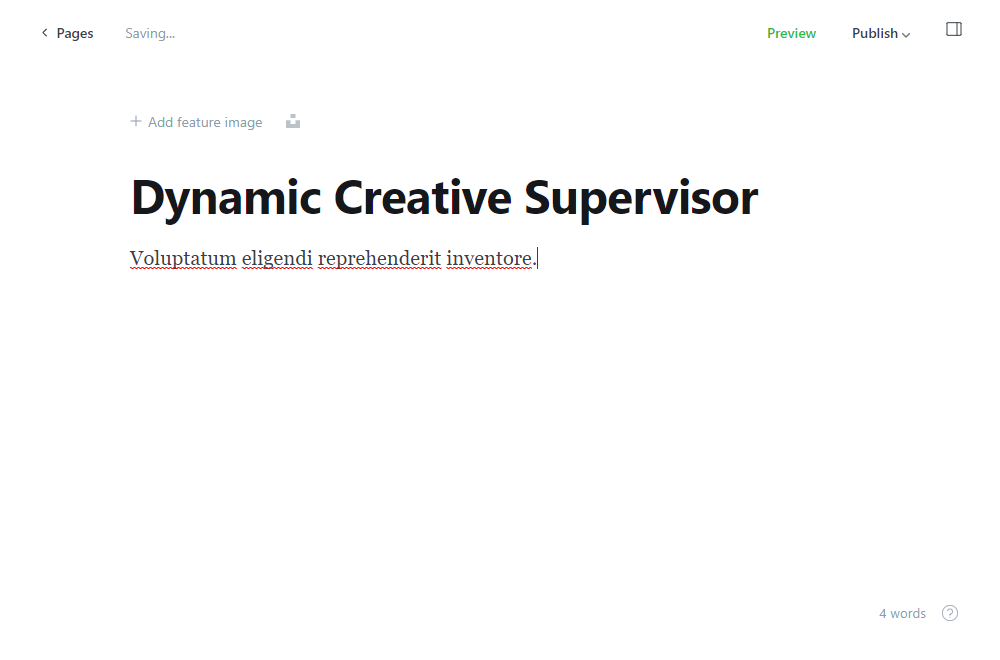 Pages Saving... Preview Publish
Add feature image
Dynamic Creative Supervisor
Voluptatum eligendi reprehenderit inventore.
4 words ?